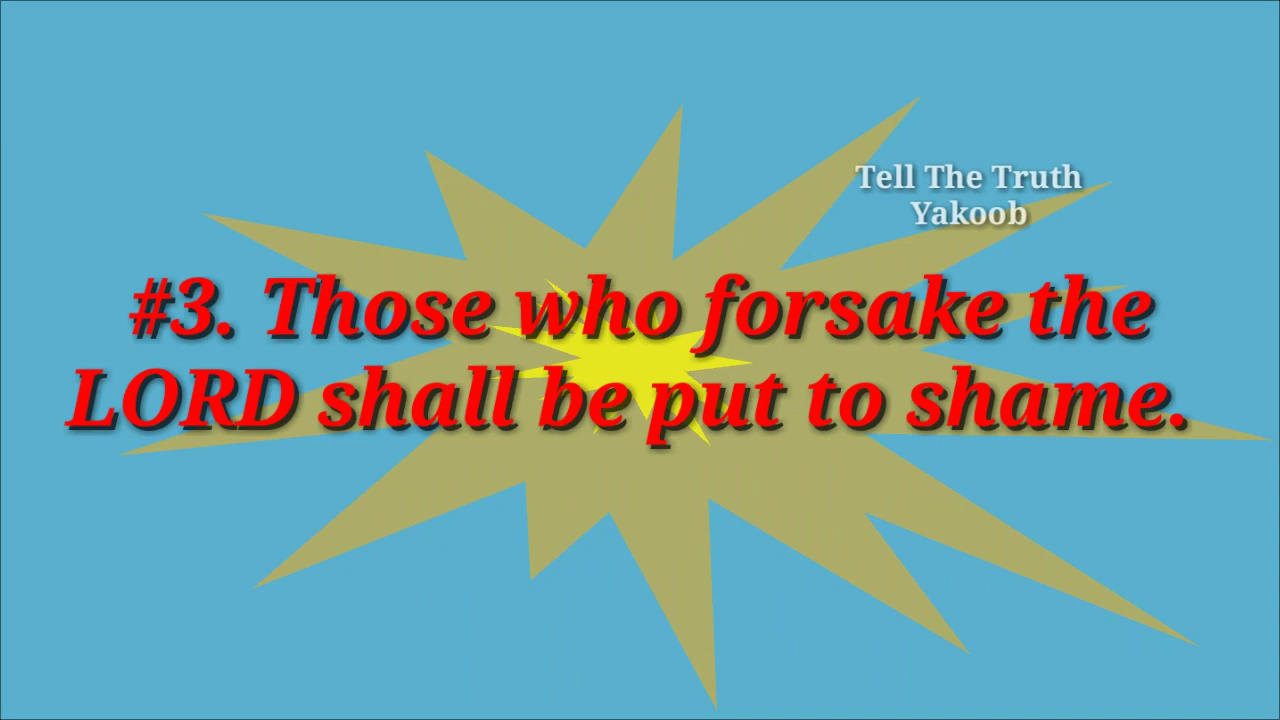 Tell The Truth
Yakoob
#3. Those who forsake the
LORD shall be put to shame.